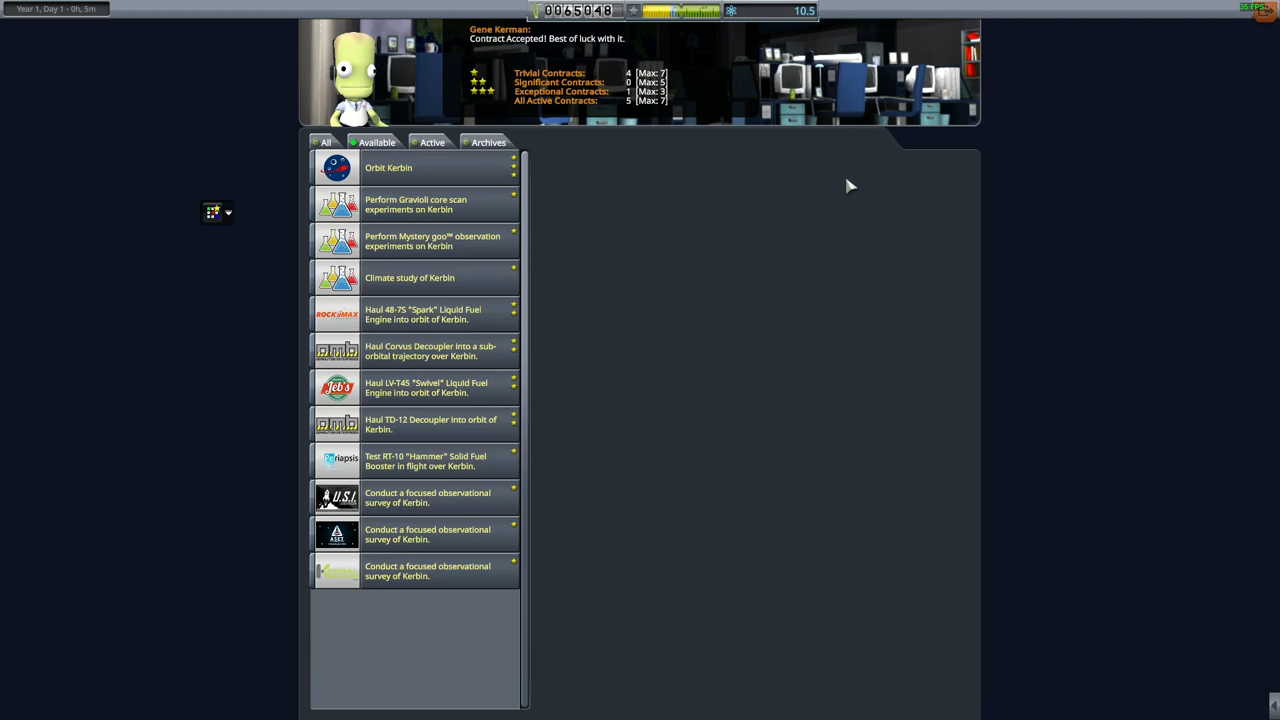 Year 1, Day 1 - 0h, 5m
0065048
10.5
35 FPS
Gene Kerman:
Contract Accepted! Best of luck with it.
Trivial Contracts: 4 [Max: 7]
Significant Contracts: 0 [Max: 5]
Exceptional Contracts: 1 [Max: 3]
All Active Contracts: 5 [Max: 7]
All Available Active Archives
Orbit Kerbin
Perform Gravioli core scan
experiments on Kerbin
Perform Mystery goo™ observation
experiments on Kerbin
Climate study of Kerbin
ROCKOMAX
Haul 48-7S "Spark" Liquid Fuel
Engine into orbit of Kerbin.
Haul Corvus Decoupler into a sub-
orbital trajectory over Kerbin.
Jeb's
Haul LV-T45 "Swivel" Liquid Fuel
Engine into orbit of Kerbin.
Haul TD-12 Decoupler into orbit of
Kerbin.
Periapsis
Test RT-10 "Hammer" Solid Fuel
Booster in flight over Kerbin.
U.S.I.
Conduct a focused observational
survey of Kerbin.
ASET
Conduct a focused observational
survey of Kerbin.
Conduct a focused observational
survey of Kerbin.